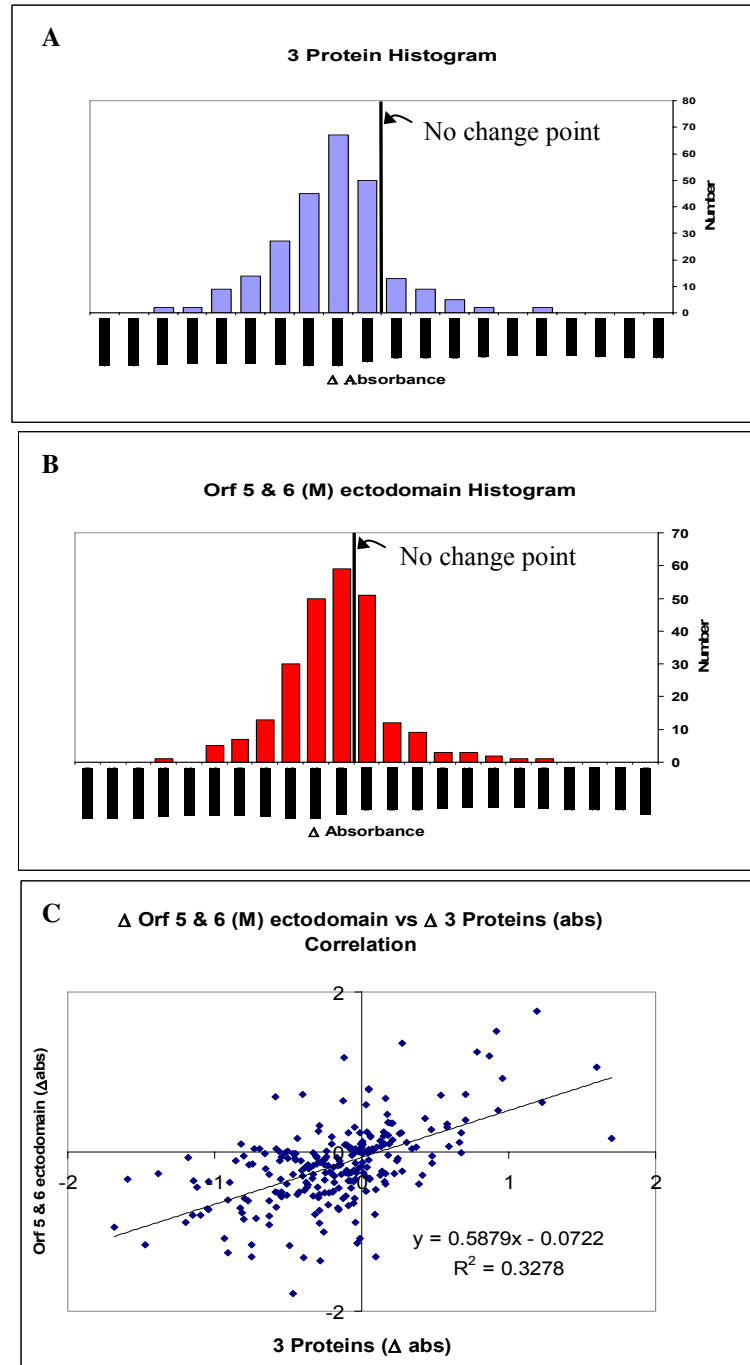 A
3 Protein Histogram
No change point
80
70
60
50
40
30
20
10
0
Number
Δ Absorbance
B
Orf 5 & 6 (M) ectodomain Histogram
No change point
70
60
50
40
30
20
10
0
Number
Δ Absorbance
C
Δ Orf 5 & 6 (M) ectodomain vs Δ 3 Proteins (abs)
Correlation
2
0
-2
-2
0
1
2
Orf 5 & 6 ectodomain (Δabs)
y = 0.5879x - 0.0722
R² = 0.3278
3 Proteins (Δ abs)